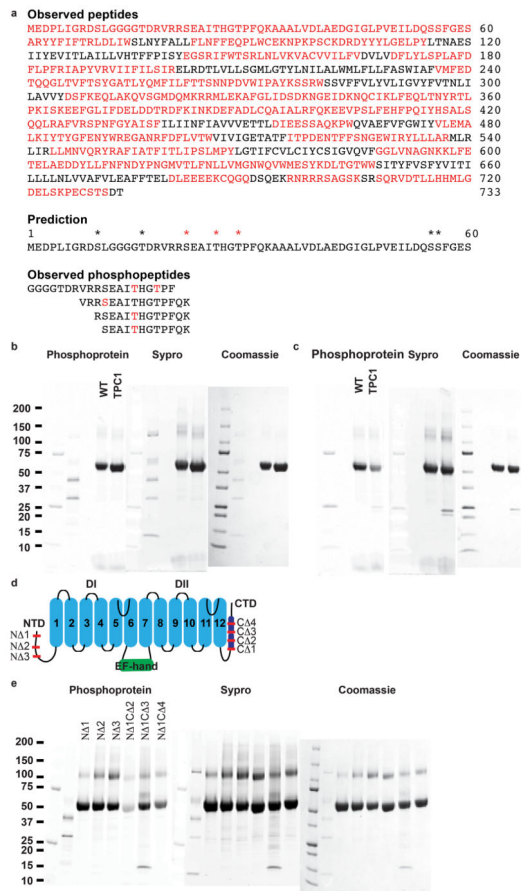 a Observed peptides
MEDPLIGRDSLGGGGTDRVRRSEAITHGTPFQKAAALVDLAEDGIGLPVEILDQSSFGES 60
ARYYFIFTRLDLIWSLNYFALLFLNFFEQPLWCEKNPKPSCKDRDYYYLGELPYLTNAES 120
IIYEVITLAILLVHTFFPISYEGSRIFWTSRLNLVKVACVVILFVDVLVDFLYLSPLAFD 180
FLPFRIAPYVRVIIFILSIRELRDTLVLLSGMLGTYLNILALWMLFLLFASWIAFVMFED 240
TQQGLTVFTSYGATLYQMFILFTTSNNPDVWIPAYKSSRWSSVFFVLYVLIGVYFVTNLI 300
LAVVYDSFKEQLAKQVSGMDQMKRRMLEKAFGLIDSDKNGEIDKNQCIKLFEQLTNYRTL 360
PKISKEEFGLIFDELDDTRDFKINKDEFADLCQAIALRFQKEEVPSLFEHFPQIYHSALS 420
QQLRAFVRSPNFGYAISFILIINFIAVVVETTLDIEESSAQKPWQVAEFVFGWIYVLEMA 480
LKIYTYGFENYWREGANRFDFLVTWVIVIGETATFITPDENTFFSNGEWIRYLLLARMLR 540
LIRLLMNVQRYRAFIATFITLIPSLMPYLGTIFCVLCIYCSIGVQVFGGLVNAGNKKLFE 600
TELAEDDYLLFNFNDYPNGMVTLFNLLVMGNWQVWMESYKDLTGTWWSITYFVSFYVITI 660
LLLLNLVVAFVLEAFFTELDLEEEEKCQGQDSQEKRNRRRSAGSKSRSQRVDTLLHHMLG 720
DELSKPECSTSDT 733
Prediction
1 * * * * * ** 60
MEDPLIGRDSLGGGGTDRVRRSEAITHGTPFQKAAALVDLAEDGIGLPVEILDQSSFGES
Observed phosphopeptides
GGGGTDRVRRSEAITHGTPF
VRRSEAITHGTPFQK
RSEAITHGTPFQK
SEAITHGTPFQK
b Phosphoprotein Sypro Coomassie c Phosphoprotein Sypro Coomassie
WT TPC1 WT TPC1
200
150
100
75
50
37
25
20
15
10
d DI DII CTD
NTD 1 2 3 4 5 6 7 8 9 10 11 12
NΔ1
NΔ2
NΔ3
CΔ4
CΔ3
CΔ2
CΔ1
EF-hand
e Phosphoprotein Sypro Coomassie
NΔ1 NΔ2 NΔ3 NΔ1CΔ2 NΔ1CΔ3 NΔ1CΔ4
200
150
100
75
50
37
25
20
15
10